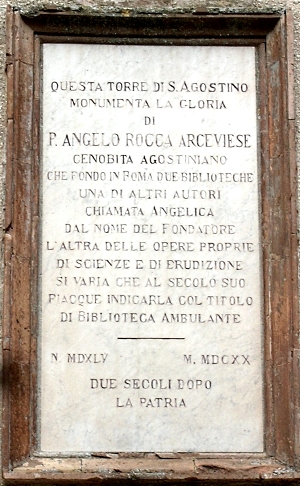 QUESTA TORRE DI S. AGOSTINO
MONUMENTA LA GLORIA
DI
P. ANGELO ROCCA ARCEVIESE
CENOBITA AGOSTINIANO
CHE FONDO IN ROMA DUE BIBLIOTECHE
UNA DI ALTRI AUTORI
CHIAMATA ANGELICA
DAL NOME DEL FONDATORE
L'ALTRA DELLE OPERE PROPRIE
DI SCIENZE E DI ERUDIZIONE
SI VARIA CHE AL SECOLO SUO
PIACQUE INDICARLA COL TITOLO
DI BIBLIOTECA AMBULANTE
N MDXLV M. MDCXX
DUE SECOLI DOPO
LA PATRIA